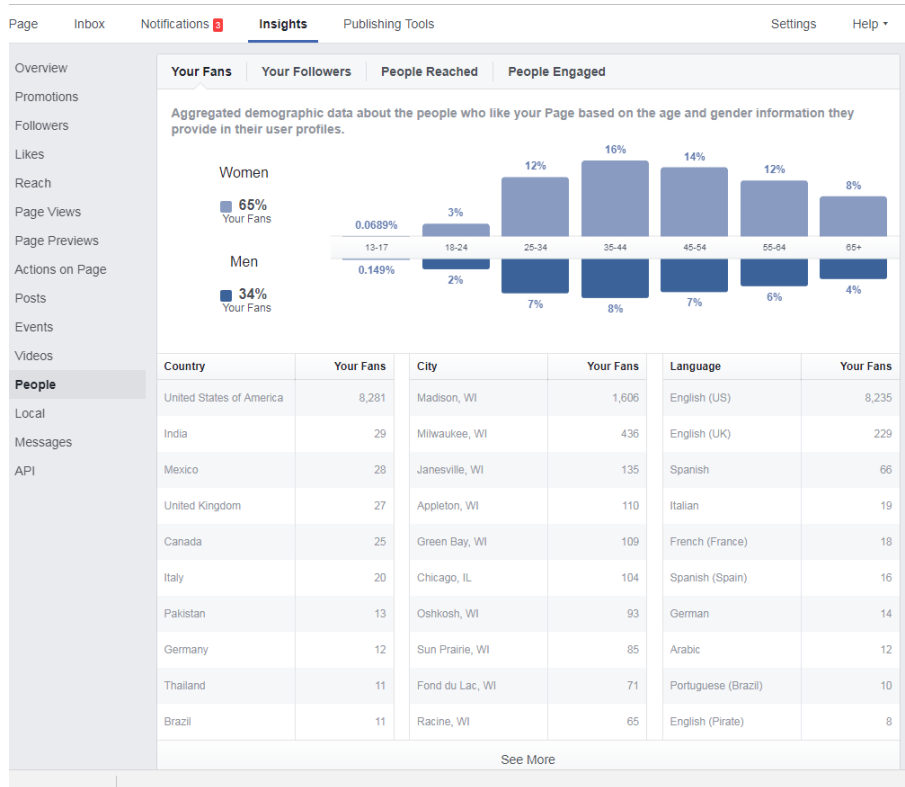 Page Inbox Notifications 3 Insights Publishing Tools Settings Help
Overview
Promotions
Followers
Likes
Reach
Page Views
Page Previews
Actions on Page
Posts
Events
Videos
People
Local
Messages
API
Your Fans Your Followers People Reached People Engaged
Aggregated demographic data about the people who like your Page based on the age and gender information they
provide in their user profiles.
Women
65%
Your Fans
0.0689% 3% 12% 16% 14% 12% 8%
13-17 18-24 25-34 35-44 45-54 55-64 65+
Men
34%
Your Fans
0.149% 2% 7% 8% 7% 6% 4%
Country Your Fans City Your Fans Language Your Fans
United States of America 8,281 Madison, WI 1,606 English (US) 8,235
India 29 Milwaukee, WI 436 English (UK) 229
Mexico 28 Janesville, WI 135 Spanish 66
United Kingdom 27 Appleton, WI 110 Italian 19
Canada 25 Green Bay, WI 109 French (France) 18
Italy 20 Chicago, IL 104 Spanish (Spain) 16
Pakistan 13 Oshkosh, WI 93 German 14
Germany 12 Sun Prairie, WI 85 Arabic 12
Thailand 11 Fond du Lac, WI 71 Portuguese (Brazil) 10
Brazil 11 Racine, WI 65 English (Pirate) 8
See More